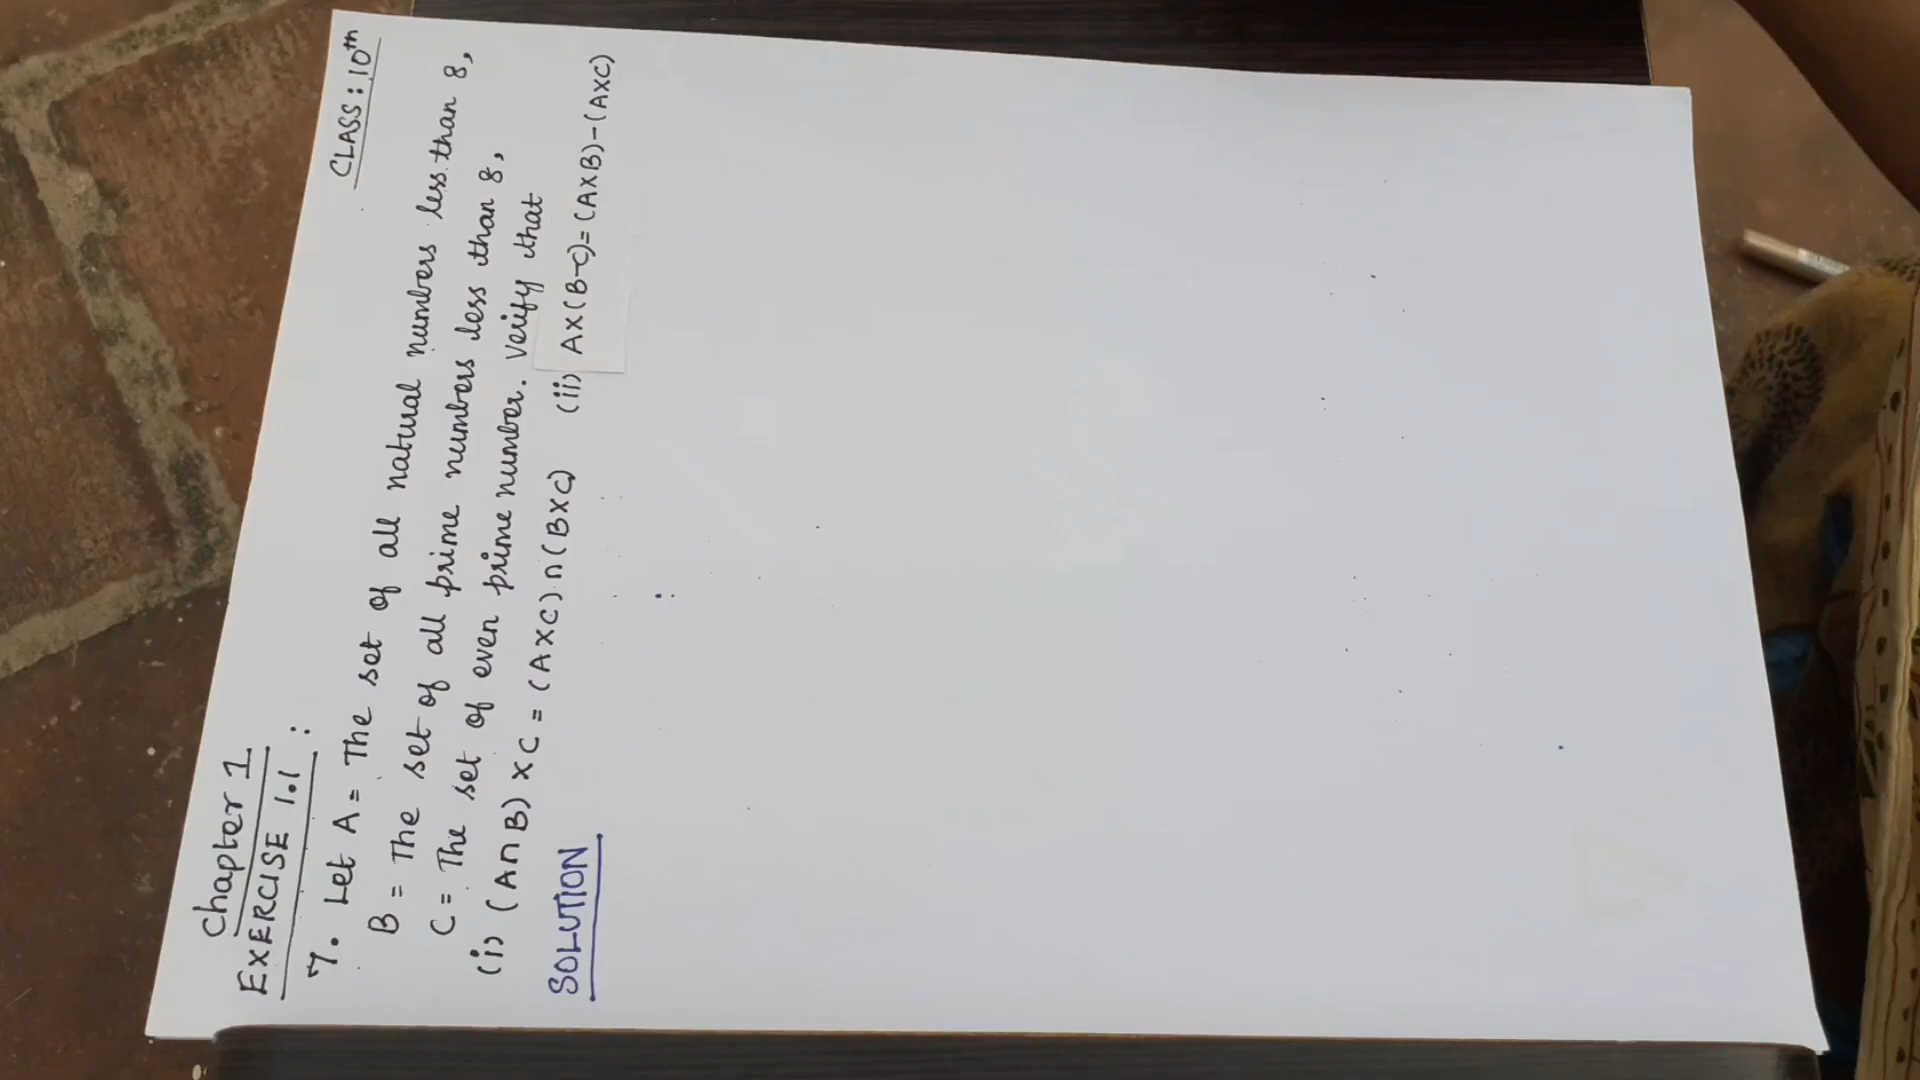 CLASS : 10th
Chapter 1
EXERCISE 1.1 :
7. Let A = The set of all natural numbers less than 8,
B = The set of all prime numbers less than 8,
C = The set of even prime number. Verify that
(i) (A∩B) × C = (A×C) ∩ (B×C) (ii) A×(B-C) = (A×B) - (A×C)
SOLUTION